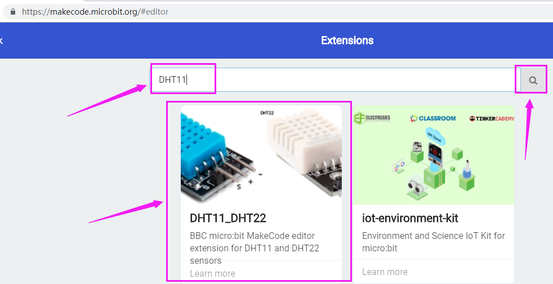 https://makecode.microbit.org/#editor
k
Extensions
DHT11
DHT22
ELECFREAKS
CLASSROOM
TINKERCADEMY
DHT11_DHT22
BBC micro:bit MakeCode editor
extension for DHT11 and DHT22
sensors
Learn more
iot-environment-kit
Environment and Science IoT Kit for
micro:bit
Learn more